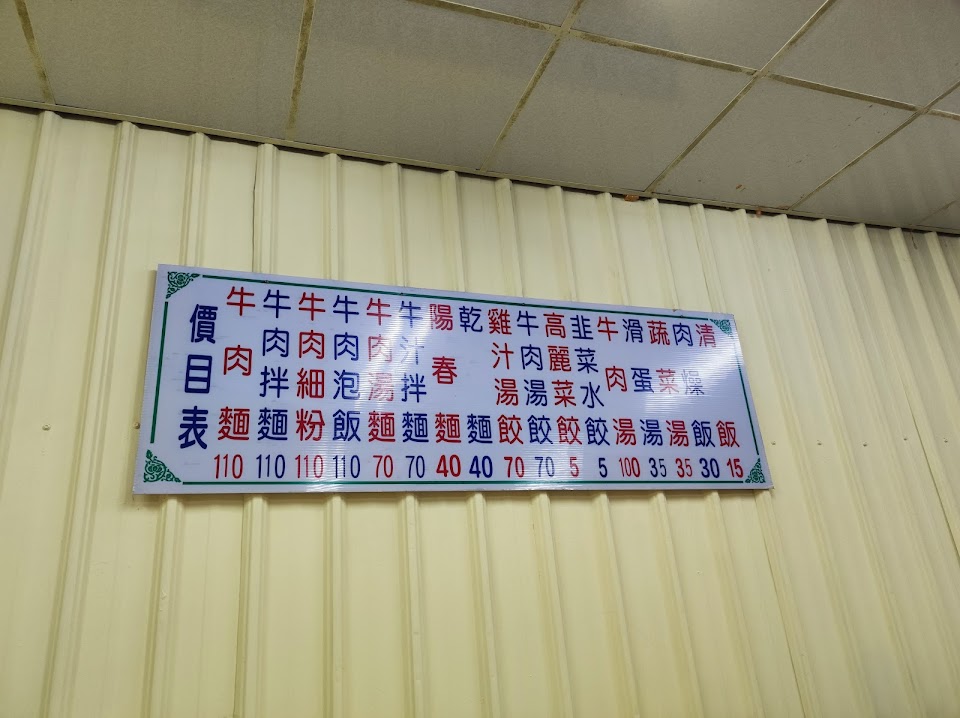 價目表
牛肉麵 110
牛肉拌麵 110
牛肉細粉 110
牛肉泡飯 110
牛肉湯麵 70
牛汁拌麵 70
陽春麵 40
乾麵 40
雞汁湯餃 70
牛肉湯餃 70
高麗菜餃 5
韭菜水餃 5
牛肉湯 100
滑蛋湯 35
蔬菜湯 35
肉燥飯 30
清飯 15